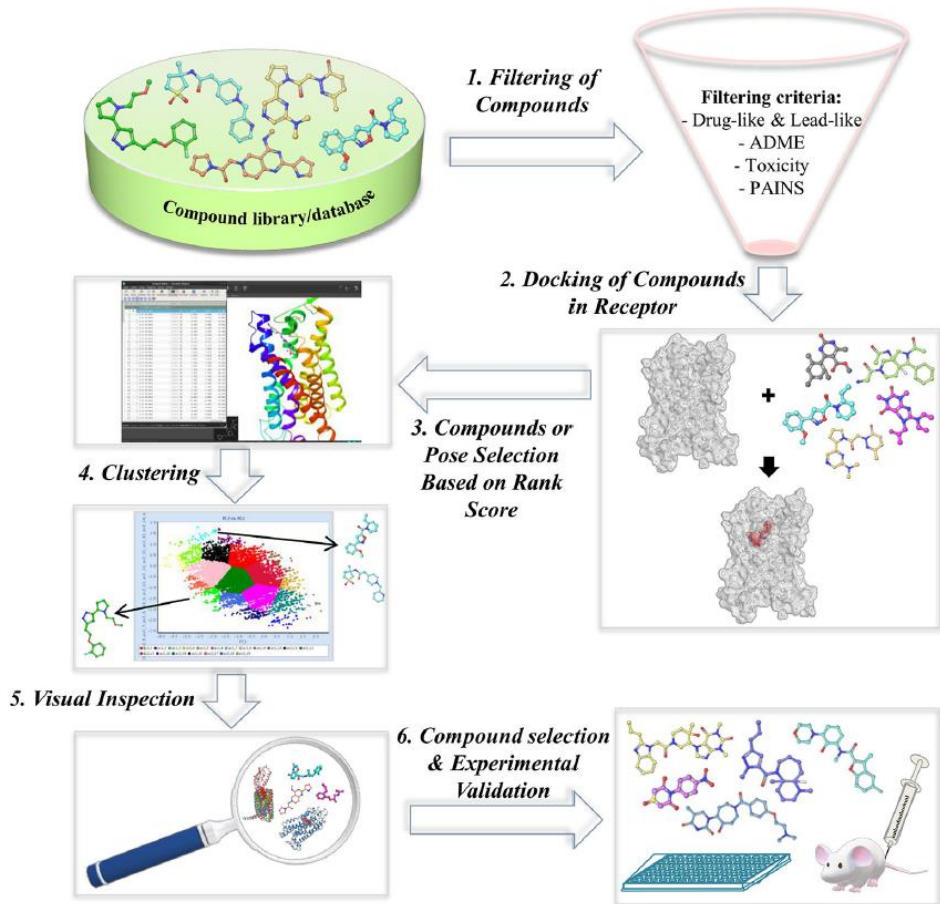 1. Filtering of
Compounds
Filtering criteria:
- Drug-like & Lead-like
- ADME
- Toxicity
- PAINS
Compound library/database
2. Docking of Compounds
in Receptor
+
3. Compounds or
Pose Selection
Based on Rank
Score
4. Clustering
5. Visual Inspection
6. Compound selection
& Experimental
Validation